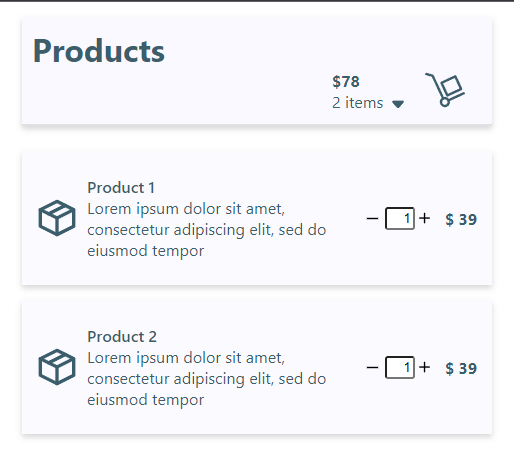 Products
$78
2 items
Product 1
Lorem ipsum dolor sit amet,
consectetur adipiscing elit, sed do
eiusmod tempor
− 1 + $ 39
Product 2
Lorem ipsum dolor sit amet,
consectetur adipiscing elit, sed do
eiusmod tempor
− 1 + $ 39